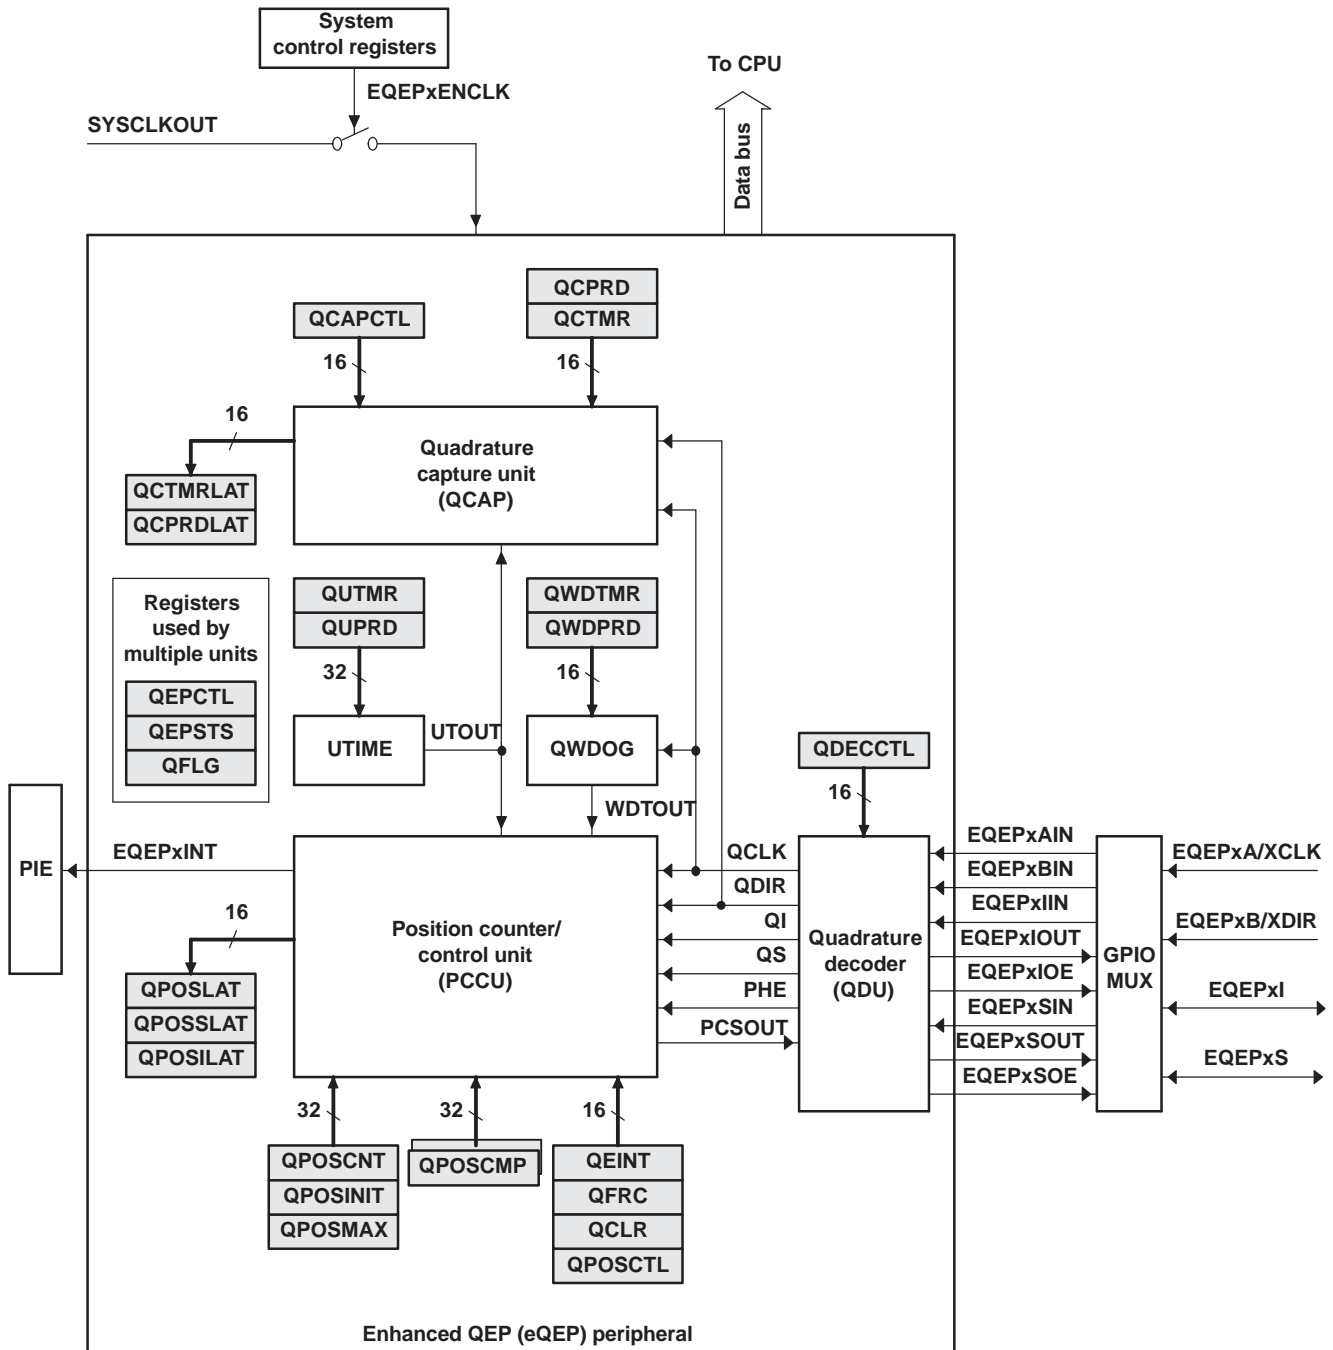 System
control registers
To CPU
EQEPxENCLK
SYSCLKOUT
Data bus
QCPRD
QCAPCTL
QCTMR
16
16
16
Quadrature
capture unit
(QCAP)
QCTMRLAT
QCPRDLAT
Registers
used by
multiple units
QEPCTL
QEPSTS
QFLG
QUTMR
QUPRD
QWDTMR
QWDPRD
32
16
UTIME
UTOUT
QWDOG
QDECCTL
WDTOUT
16
PIE
EQEPxINT
16
Position counter/
control unit
(PCCU)
QCLK
QDIR
QI
QS
PHE
PCSOUT
Quadrature
decoder
(QDU)
EQEPxAIN
EQEPxBIN
EQEPxIIN
EQEPxIOUT
EQEPxIOE
EQEPxSIN
EQEPxSOUT
EQEPxSOE
GPIO
MUX
EQEPxA/XCLK
EQEPxB/XDIR
EQEPxI
EQEPxS
QPOSLAT
QPOSSLAT
QPOSILAT
32
32
16
QPOSCNT
QPOSINIT
QPOSMAX
QPOSCMP
QEINT
QFRC
QCLR
QPOSCTL
Enhanced QEP (eQEP) peripheral